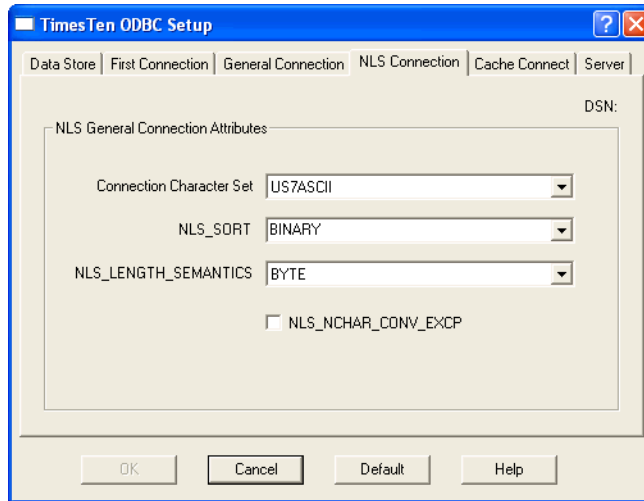 TimesTen ODBC Setup
Data Store First Connection General Connection NLS Connection Cache Connect Server
DSN:
NLS General Connection Attributes
Connection Character Set US7ASCII
NLS_SORT BINARY
NLS_LENGTH_SEMANTICS BYTE
NLS_NCHAR_CONV_EXCP
OK Cancel Default Help